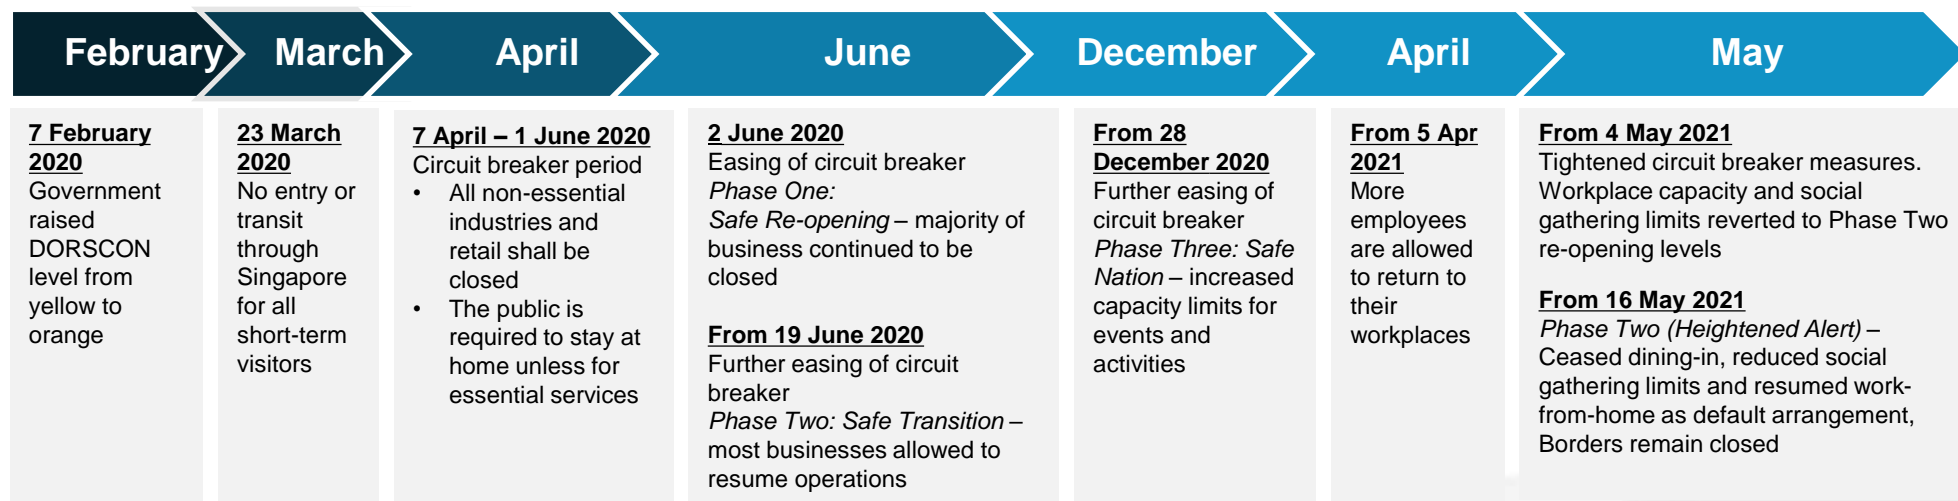 February
March
April
June
December
April
May
7 February
2020
Government
raised
DORSCON
level from
yellow to
orange
23 March
2020
No entry or
transit
through
Singapore
for all
short-term
visitors
7 April – 1 June 2020
Circuit breaker period
• All non-essential
industries and
retail shall be
closed
• The public is
required to stay at
home unless for
essential services
2 June 2020
Easing of circuit breaker
Phase One:
Safe Re-opening – majority of
business continued to be
closed
From 19 June 2020
Further easing of circuit
breaker
Phase Two: Safe Transition –
most businesses allowed to
resume operations
From 28
December 2020
Further easing of
circuit breaker
Phase Three: Safe
Nation – increased
capacity limits for
events and
activities
From 5 Apr
2021
More
employees
are allowed
to return to
their
workplaces
From 4 May 2021
Tightened circuit breaker measures.
Workplace capacity and social
gathering limits reverted to Phase Two
re-opening levels
From 16 May 2021
Phase Two (Heightened Alert) –
Ceased dining-in, reduced social
gathering limits and resumed work-
from-home as default arrangement,
Borders remain closed